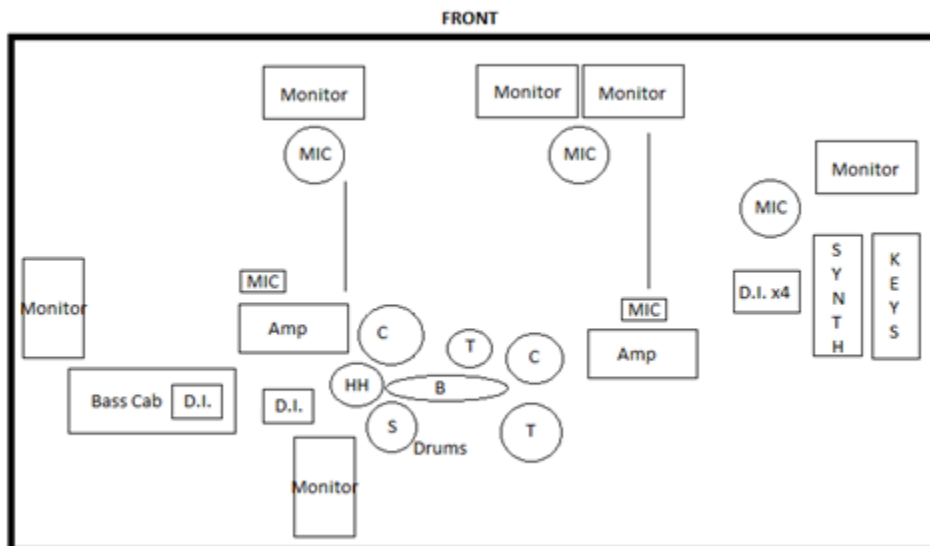 FRONT
Monitor
Monitor
Monitor
MIC
MIC
Monitor
MIC
SYNTH
KEYS
Monitor
MIC
D.I. x4
MIC
Amp
C
T
C
Amp
HH
B
Bass Cab
D.I.
D.I.
S
T
Drums
Monitor